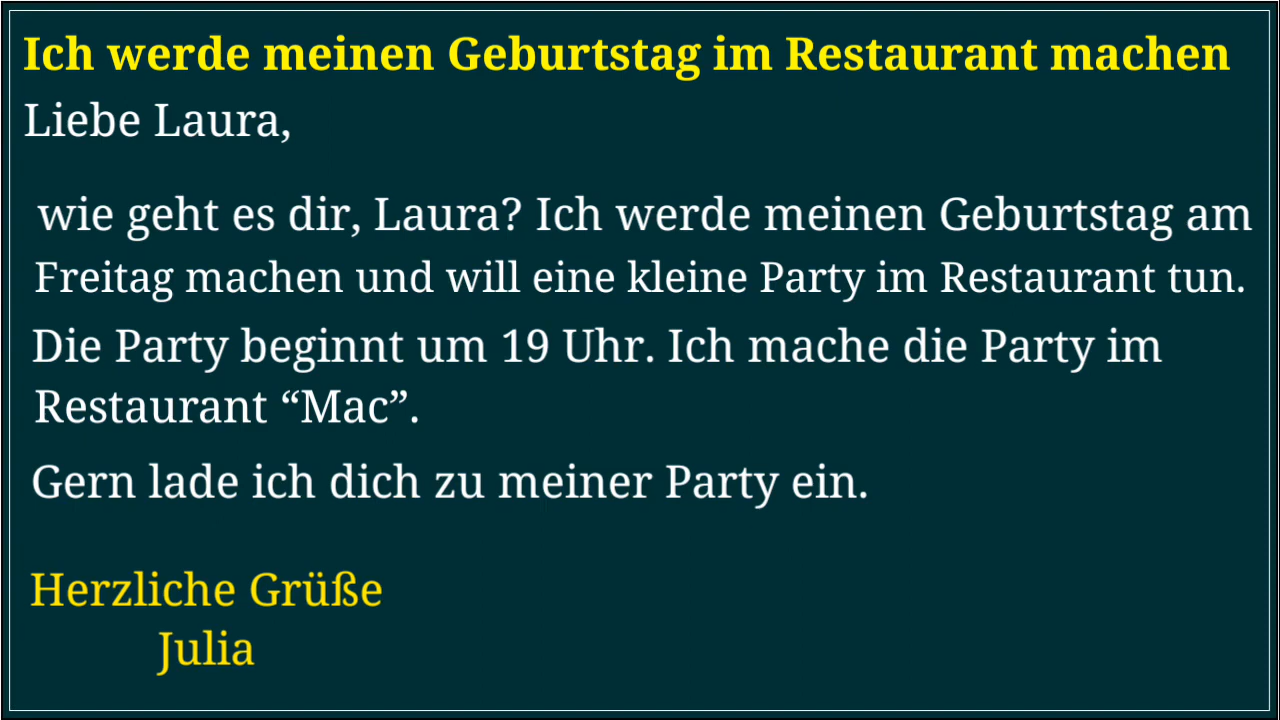 Ich werde meinen Geburtstag im Restaurant machen
Liebe Laura,
wie geht es dir, Laura? Ich werde meinen Geburtstag am
Freitag machen und will eine kleine Party im Restaurant tun.
Die Party beginnt um 19 Uhr. Ich mache die Party im
Restaurant “Mac”.
Gern lade ich dich zu meiner Party ein.
Herzliche Grüße
Julia